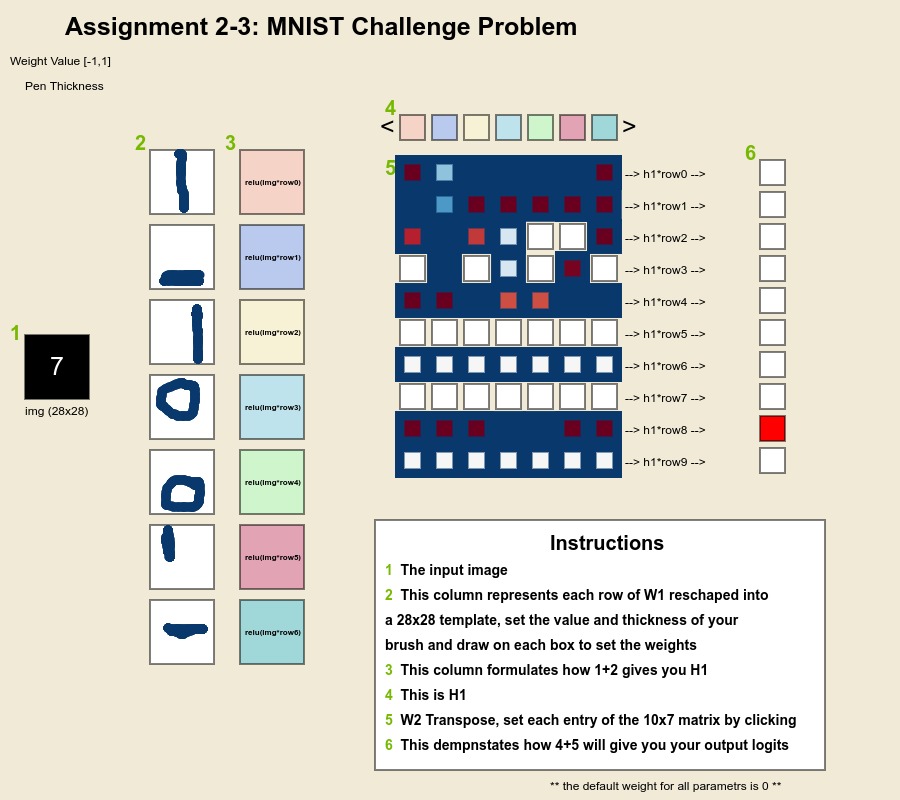 Assignment 2-3: MNIST Challenge Problem
Weight Value [-1,1]
Pen Thickness
4
< >
2 3
5
6
relu(img*row0)
relu(img*row1)
relu(img*row2)
relu(img*row3)
relu(img*row4)
relu(img*row5)
relu(img*row6)
1
7
img (28x28)
--> h1*row0 -->
--> h1*row1 -->
--> h1*row2 -->
--> h1*row3 -->
--> h1*row4 -->
--> h1*row5 -->
--> h1*row6 -->
--> h1*row7 -->
--> h1*row8 -->
--> h1*row9 -->
Instructions
1 The input image
2 This column represents each row of W1 reschaped into
a 28x28 template, set the value and thickness of your
brush and draw on each box to set the weights
3 This column formulates how 1+2 gives you H1
4 This is H1
5 W2 Transpose, set each entry of the 10x7 matrix by clicking
6 This dempnstates how 4+5 will give you your output logits
** the default weight for all parametrs is 0 **